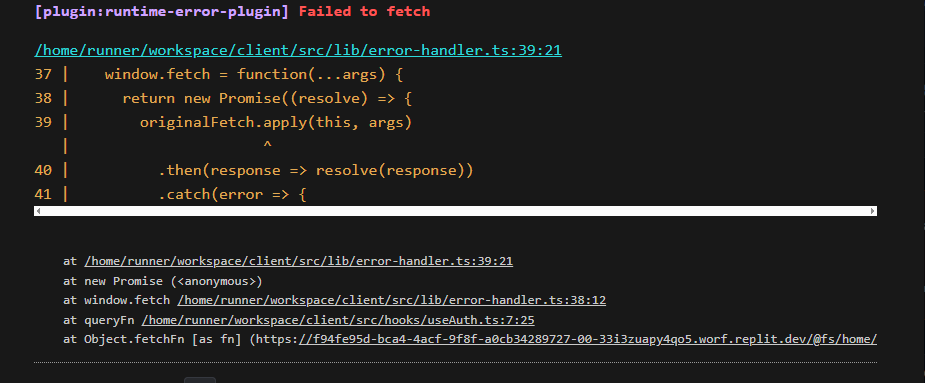 [plugin:runtime-error-plugin] Failed to fetch
/home/runner/workspace/client/src/lib/error-handler.ts:39:21
37 |    window.fetch = function(...args) {
38 |      return new Promise((resolve) => {
39 |        originalFetch.apply(this, args)
   |                      ^
40 |          .then(response => resolve(response))
41 |          .catch(error => {
at /home/runner/workspace/client/src/lib/error-handler.ts:39:21
at new Promise (<anonymous>)
at window.fetch /home/runner/workspace/client/src/lib/error-handler.ts:38:12
at queryFn /home/runner/workspace/client/src/hooks/useAuth.ts:7:25
at Object.fetchFn [as fn] (https://f94fe95d-bca4-4acf-9f8f-a0cb34289727-00-33i3zuapy4qo5.worf.replit.dev/@fs/home/